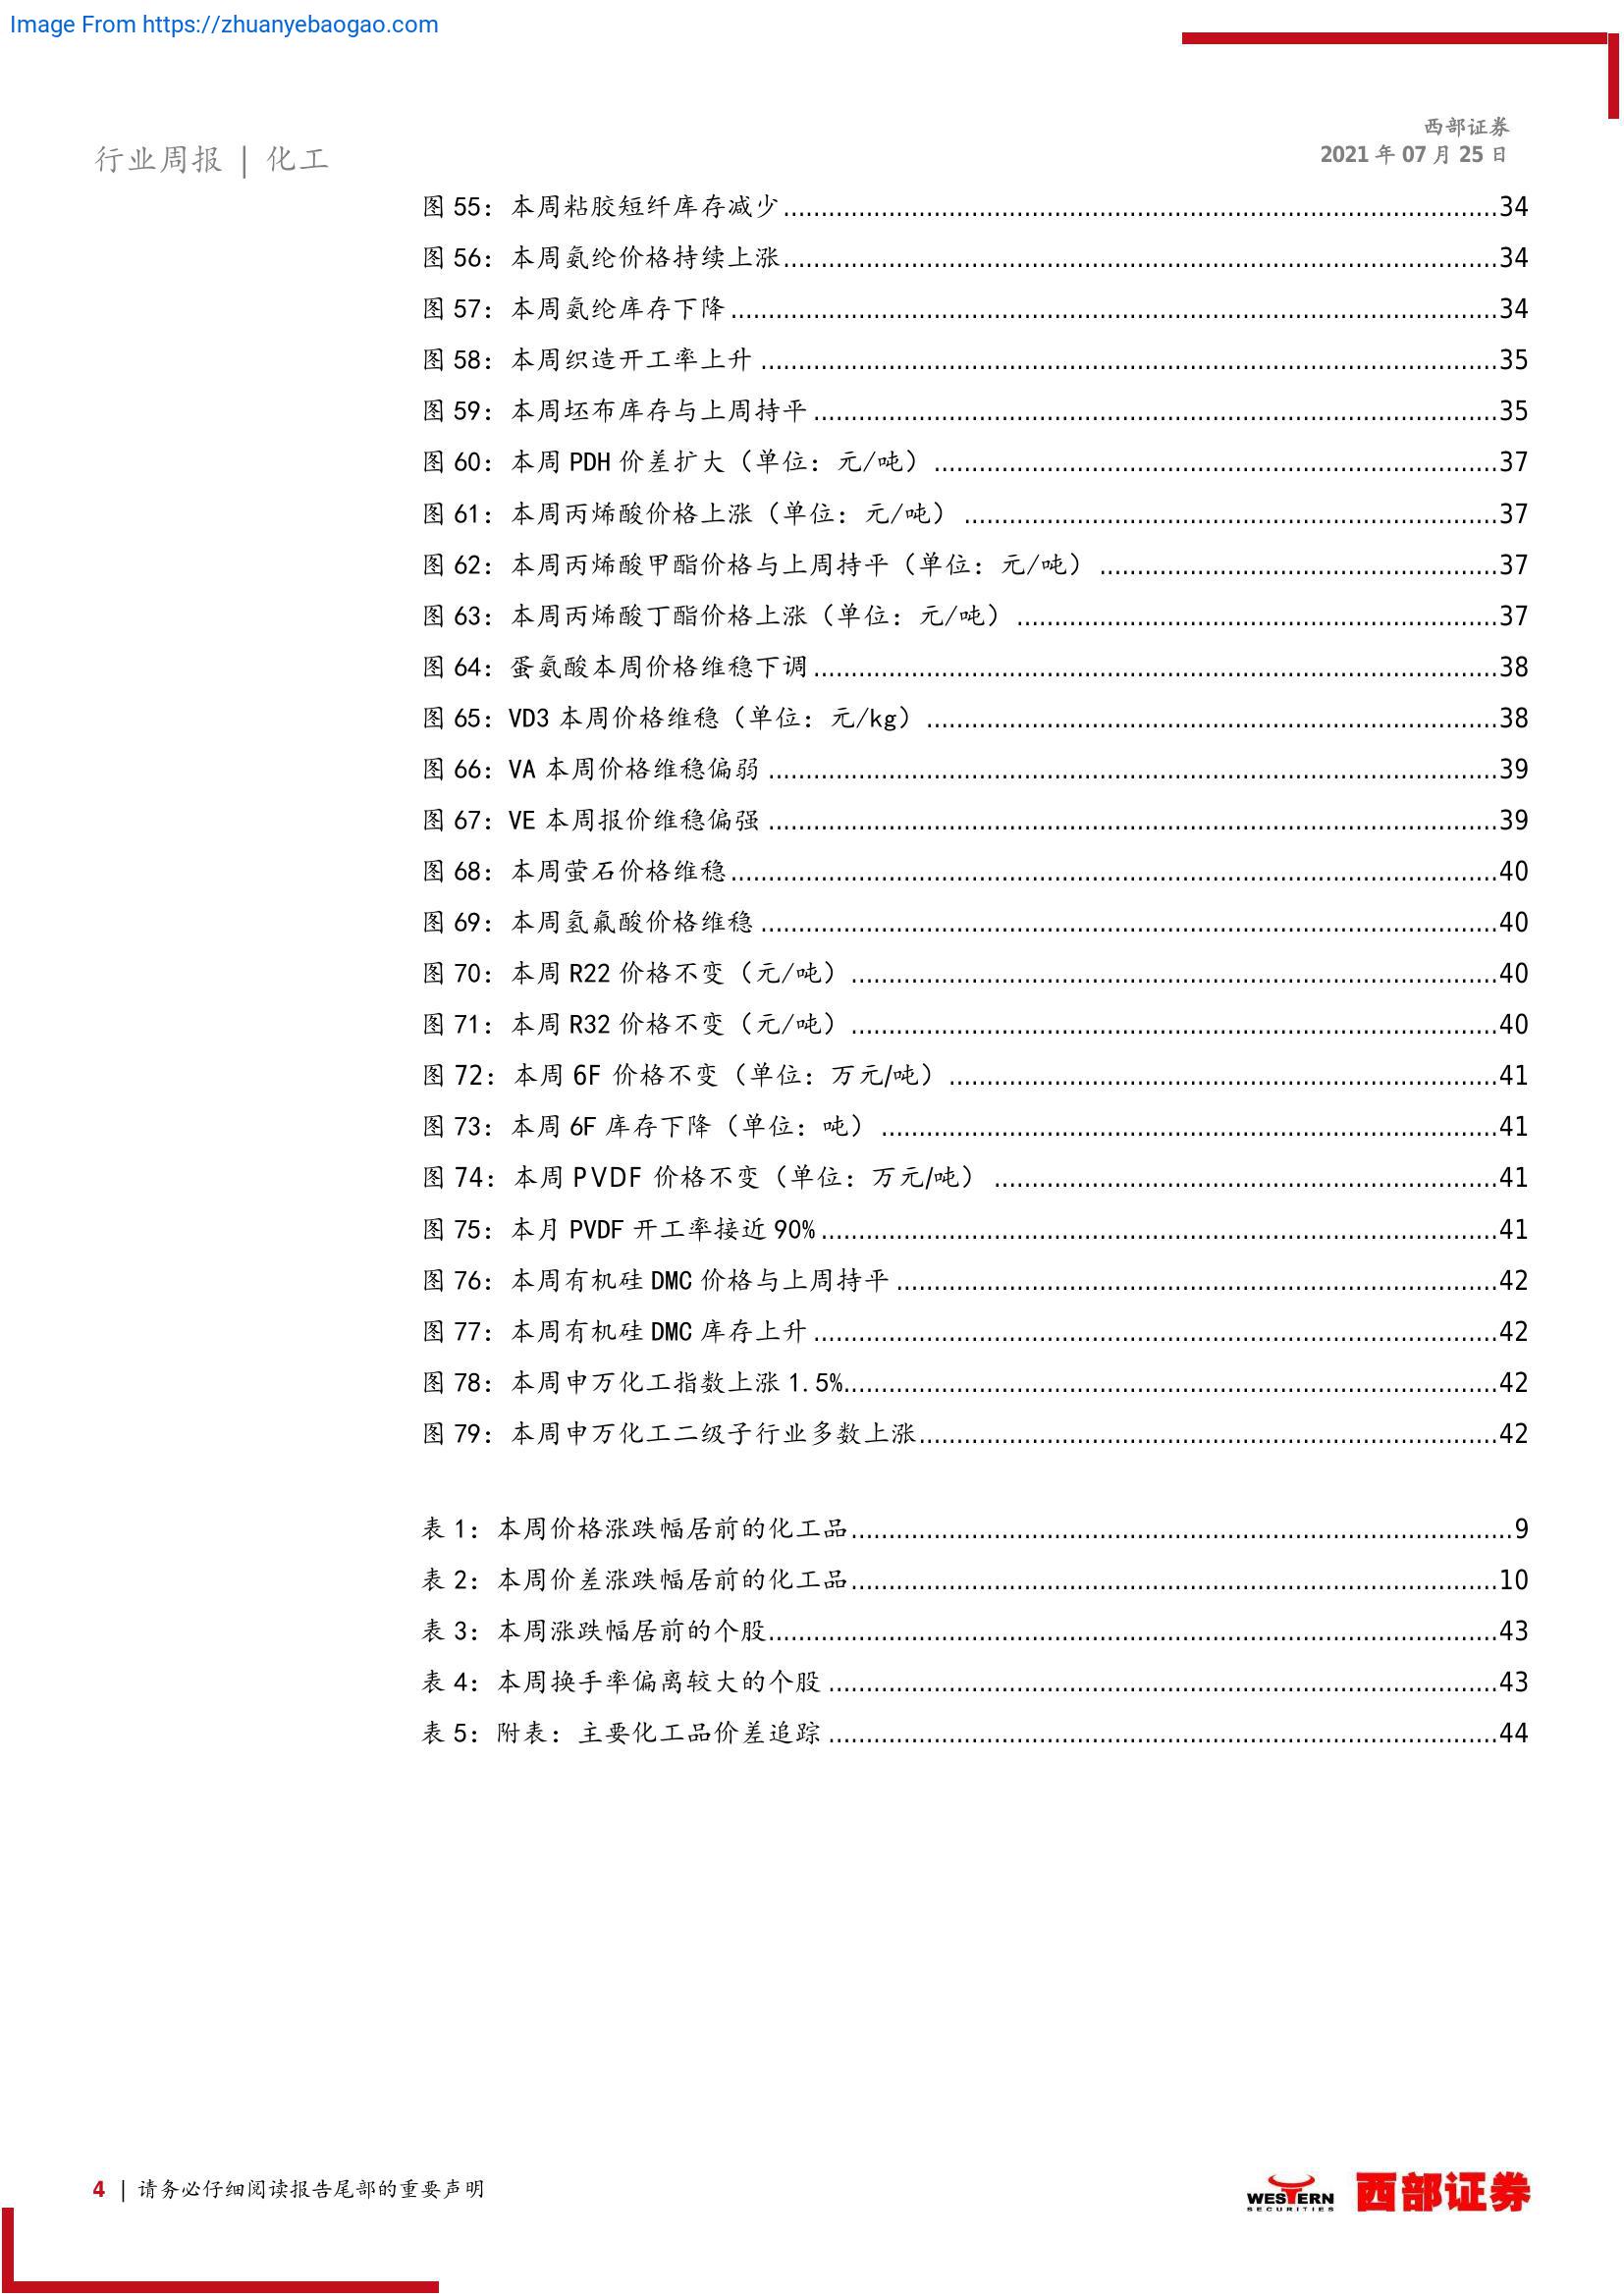 Image From https://zhuanyebaogao.com
西部证券
行业周报 | 化工
2021 年 07 月 25 日
图 55：本周粘胶短纤库存减少....................34
图 56：本周氨纶价格持续上涨....................34
图 57：本周氨纶库存下降....................34
图 58：本周织造开工率上升....................35
图 59：本周坯布库存与上周持平....................35
图 60：本周 PDH 价差扩大（单位：元/吨）....................37
图 61：本周丙烯酸价格上涨（单位：元/吨）....................37
图 62：本周丙烯酸甲酯价格与上周持平（单位：元/吨）....................37
图 63：本周丙烯酸丁酯价格上涨（单位：元/吨）....................37
图 64：蛋氨酸本周价格维稳下调....................38
图 65：VD3 本周价格维稳（单位：元/kg）....................38
图 66：VA 本周价格维稳偏弱....................39
图 67：VE 本周报价维稳偏强....................39
图 68：本周萤石价格维稳....................40
图 69：本周氢氟酸价格维稳....................40
图 70：本周 R22 价格不变（元/吨）....................40
图 71：本周 R32 价格不变（元/吨）....................40
图 72：本周 6F 价格不变（单位：万元/吨）....................41
图 73：本周 6F 库存下降（单位：吨）....................41
图 74：本周 PVDF 价格不变（单位：万元/吨）....................41
图 75：本月 PVDF 开工率接近 90%....................41
图 76：本周有机硅 DMC 价格与上周持平....................42
图 77：本周有机硅 DMC 库存上升....................42
图 78：本周申万化工指数上涨 1.5%....................42
图 79：本周申万化工二级子行业多数上涨....................42
表 1：本周价格涨跌幅居前的化工品....................9
表 2：本周价差涨跌幅居前的化工品....................10
表 3：本周涨跌幅居前的个股....................43
表 4：本周换手率偏离较大的个股....................43
表 5：附表：主要化工品价差追踪....................44
4 | 请务必仔细阅读报告尾部的重要声明
WESTERN
SECURITIES
西部证券